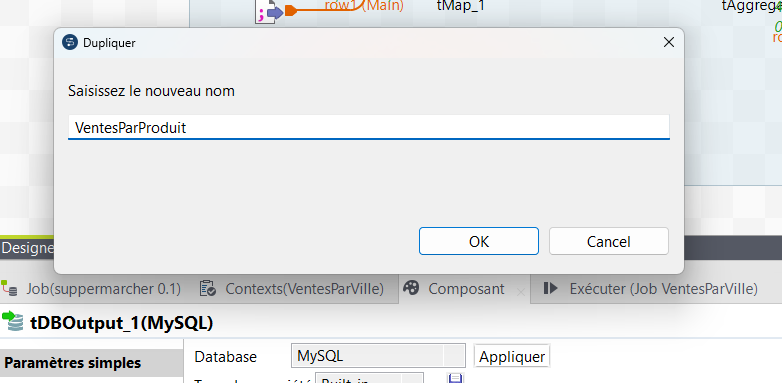 row1 (Main)
tMap_1
tAggrega
Dupliquer
Saisissez le nouveau nom
VentesParProduit
OK
Cancel
Designe
Job(suppermarcher 0.1)
Contexts(VentesParVille)
Composant
Exécuter (Job VentesParVille)
tDBOutput_1(MySQL)
Paramètres simples
Database
MySQL
Appliquer
Built-in